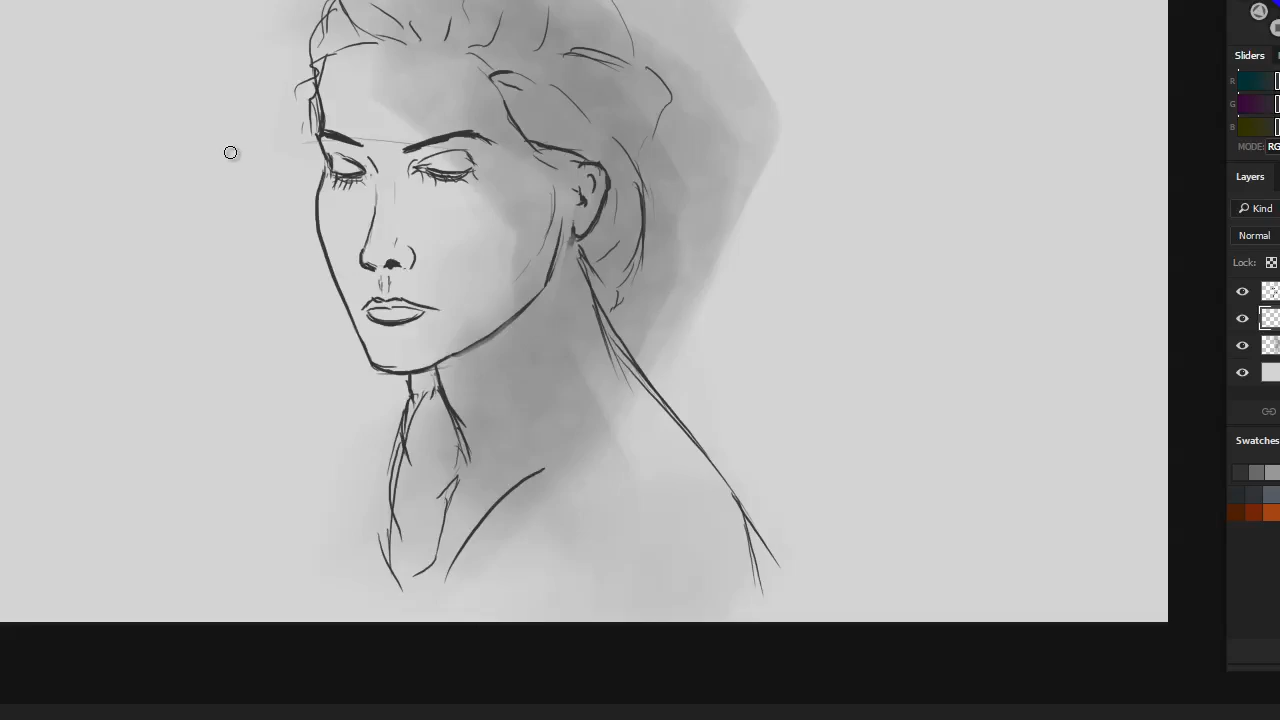 Sliders
R
G
B
MODE: RG
Layers
Kind
Normal
Lock:
Swatches